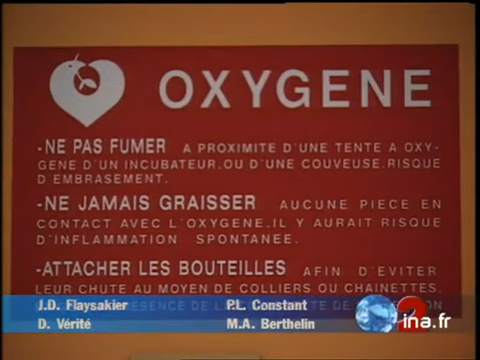 OXYGENE
-NE PAS FUMER A PROXIMITE D'UNE TENTE A OXY-
GENE D'UN INCUBATEUR.OU D'UNE COUVEUSE.RISQUE
D'EMBRASEMENT.
-NE JAMAIS GRAISSER AUCUNE PIECE EN
CONTACT AVEC L'OXYGENE.IL Y AURAIT RISQUE
D'INFLAMMATION SPONTANEE.
-ATTACHER LES BOUTEILLES AFIN D'EVITER
LEUR CHUTE AU MOYEN DE COLLIERS OU CHAINETTES.
J.D. Flaysakier P.L. Constant
D. Vérité M.A. Berthelin
2
ina.fr